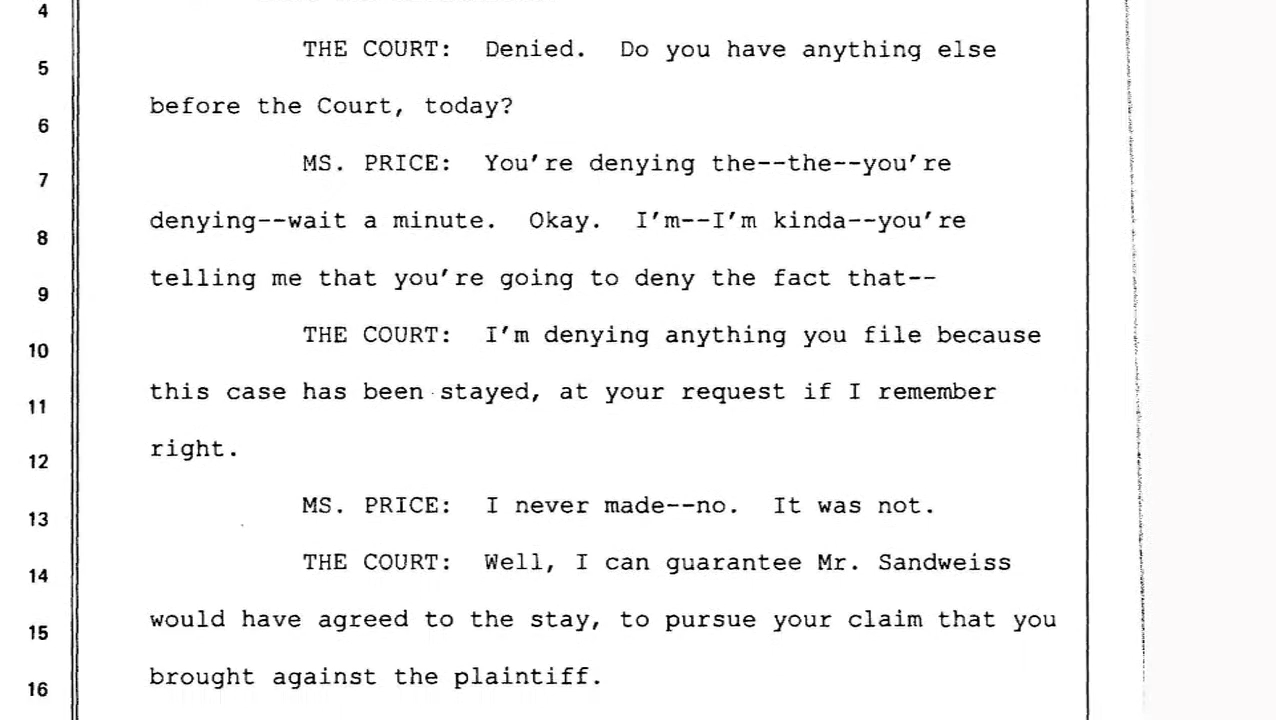 4
5 THE COURT: Denied. Do you have anything else
6 before the Court, today?
7 MS. PRICE: You're denying the--the--you're
8 denying--wait a minute. Okay. I'm--I'm kinda--you're
9 telling me that you're going to deny the fact that--
10 THE COURT: I'm denying anything you file because
11 this case has been stayed, at your request if I remember
12 right.
13 MS. PRICE: I never made--no. It was not.
14 THE COURT: Well, I can guarantee Mr. Sandweiss
15 would have agreed to the stay, to pursue your claim that you
16 brought against the plaintiff.